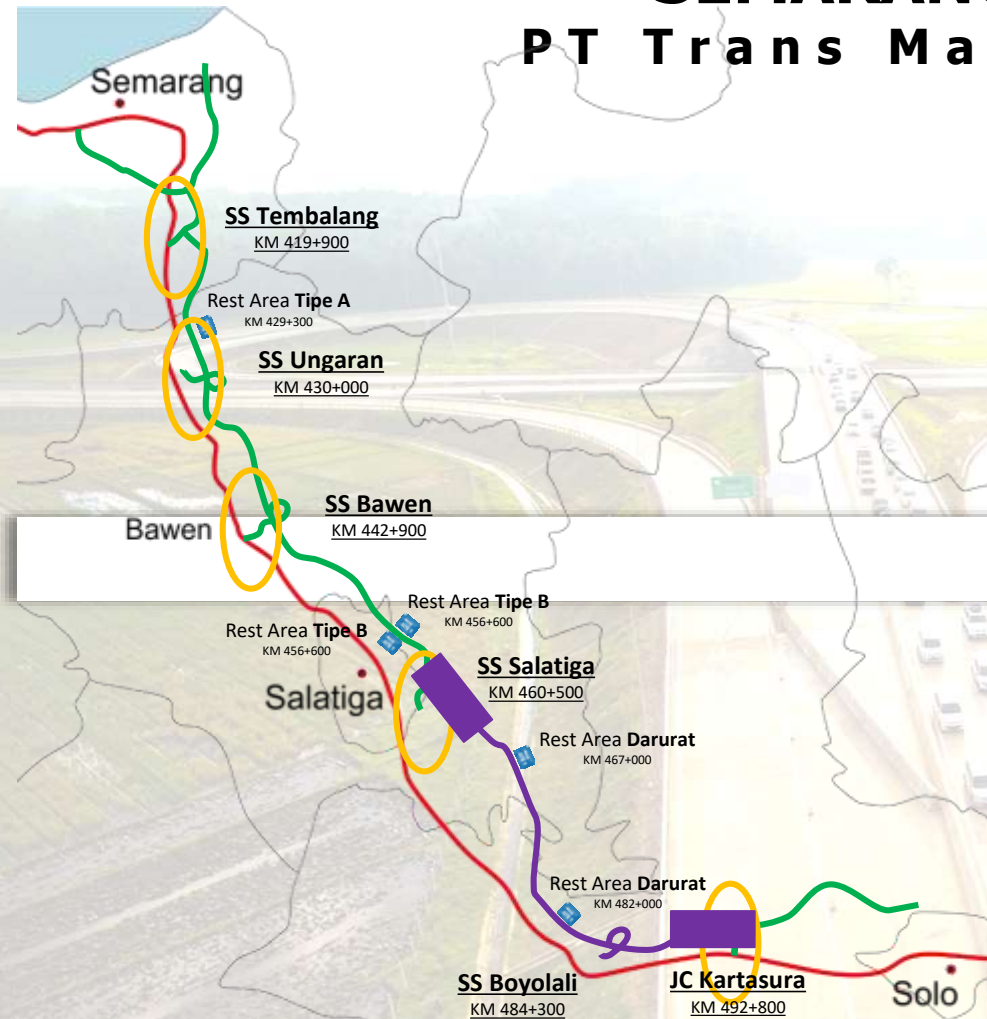 PT Trans Ma
Semarang
SS Tembalang
KM 419+900
Rest Area Tipe A
KM 429+300
SS Ungaran
KM 430+000
SS Bawen
KM 442+900
Bawen
Rest Area Tipe B
KM 456+600
Rest Area Tipe B
KM 456+600
SS Salatiga
KM 460+500
Salatiga
Rest Area Darurat
KM 467+000
Rest Area Darurat
KM 482+000
SS Boyolali
KM 484+300
JC Kartasura
KM 492+800
Solo